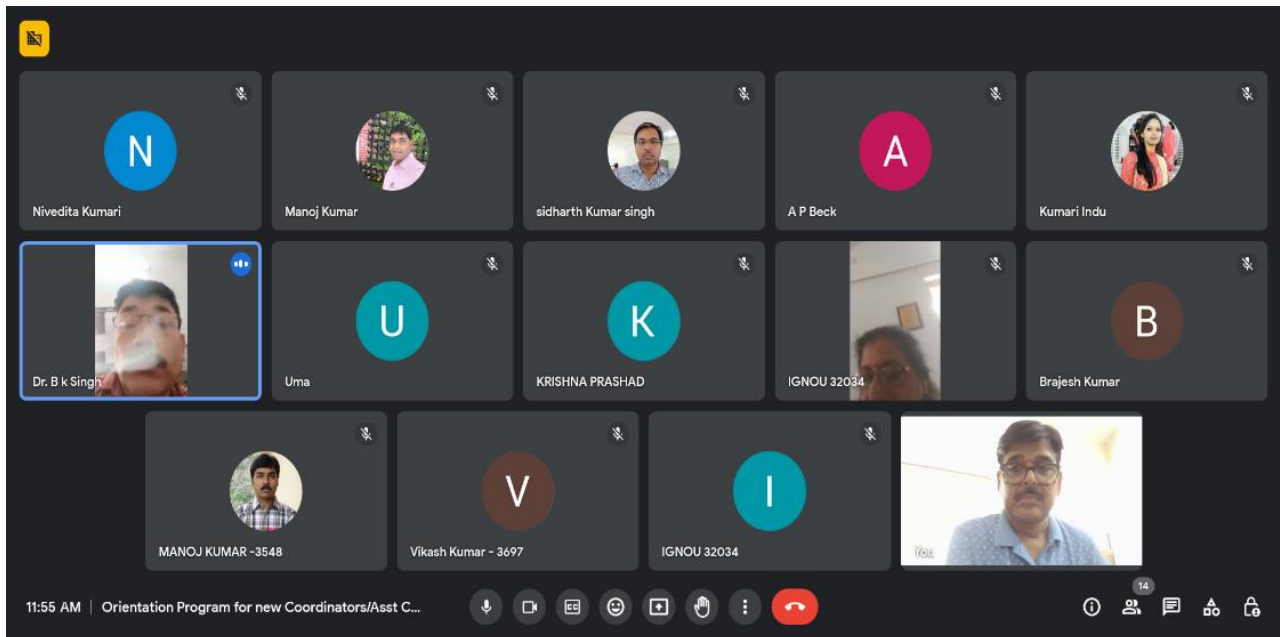 N
Nivedita Kumari
Manoj Kumar
sidharth Kumar singh
A
A P Beck
Kumari Indu
Dr. B k Singh
U
Uma
K
KRISHNA PRASHAD
IGNOU 32034
B
Brajesh Kumar
MANOJ KUMAR -3548
V
Vikash Kumar - 3697
I
IGNOU 32034
You
11:55 AM | Orientation Program for new Coordinators/Asst C...
CC
14